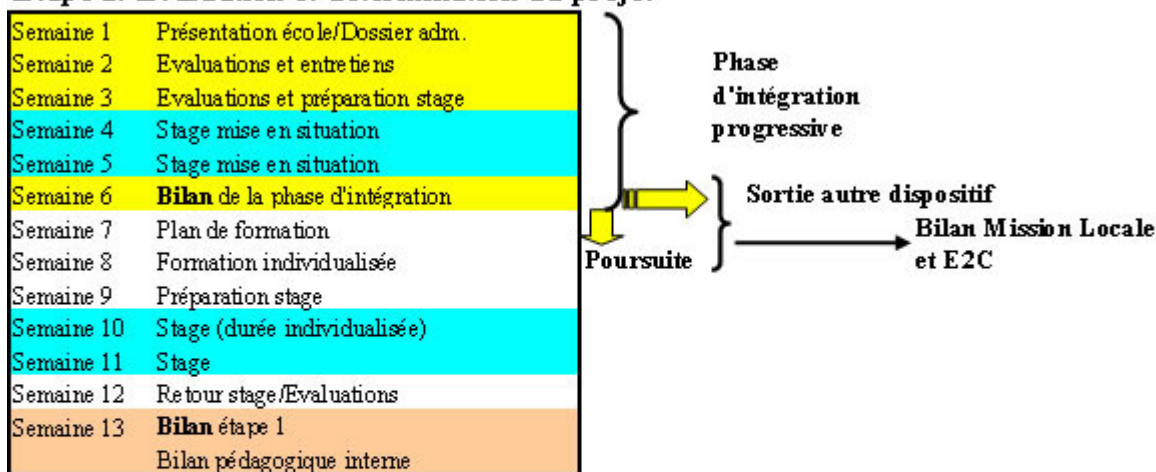 Semaine 1 Présentation école/Dossier adm.
Semaine 2 Evaluations et entretiens
Semaine 3 Evaluations et préparation stage
Semaine 4 Stage mise en situation
Semaine 5 Stage mise en situation
Semaine 6 Bilan de la phase d'intégration
Semaine 7 Plan de formation
Semaine 8 Formation individualisée
Semaine 9 Préparation stage
Semaine 10 Stage (durée individualisée)
Semaine 11 Stage
Semaine 12 Retour stage/Evaluations
Semaine 13 Bilan étape 1
Bilan pédagogique interne
Phase
d'intégration
progressive
Sortie autre dispositif
Poursuite
Bilan Mission Locale
et E2C